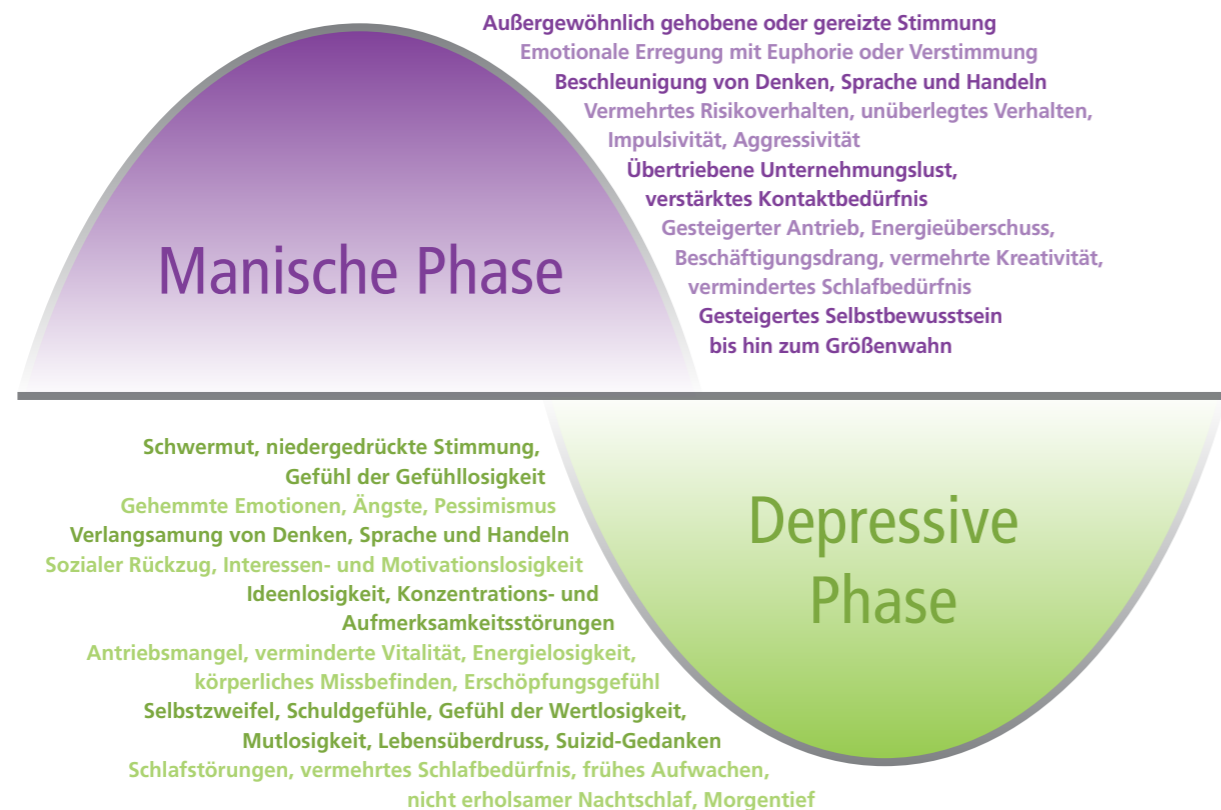 Außergewöhnlich gehobene oder gereizte Stimmung
Emotionale Erregung mit Euphorie oder Verstimmung
Beschleunigung von Denken, Sprache und Handeln
Vermehrtes Risikoverhalten, unüberlegtes Verhalten,
Impulsivität, Aggressivität
Übertriebene Unternehmungslust,
verstärktes Kontaktbedürfnis
Gesteigerter Antrieb, Energieüberschuss,
Beschäftigungsdrang, vermehrte Kreativität,
vermindertes Schlafbedürfnis
Gesteigertes Selbstbewusstsein
bis hin zum Größenwahn
Manische Phase
Schwermut, niedergedrückte Stimmung,
Gefühl der Gefühllosigkeit
Gehemmte Emotionen, Ängste, Pessimismus
Verlangsamung von Denken, Sprache und Handeln
Sozialer Rückzug, Interessen- und Motivationslosigkeit
Ideenlosigkeit, Konzentrations- und
Aufmerksamkeitsstörungen
Antriebsmangel, verminderte Vitalität, Energielosigkeit,
körperliches Missbefinden, Erschöpfungsgefühl
Selbstzweifel, Schuldgefühle, Gefühl der Wertlosigkeit,
Mutlosigkeit, Lebensüberdruss, Suizid-Gedanken
Schlafstörungen, vermehrtes Schlafbedürfnis, frühes Aufwachen,
nicht erholsamer Nachtschlaf, Morgentief
Depressive
Phase